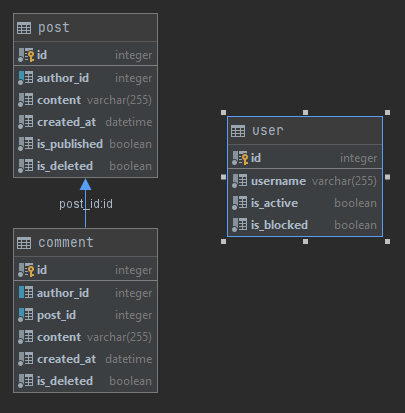 post
id integer
author_id integer
content varchar(255)
created_at datetime
is_published boolean
is_deleted boolean
post_id:id
comment
id integer
author_id integer
post_id integer
content varchar(255)
created_at datetime
is_deleted boolean
user
id integer
username varchar(255)
is_active boolean
is_blocked boolean